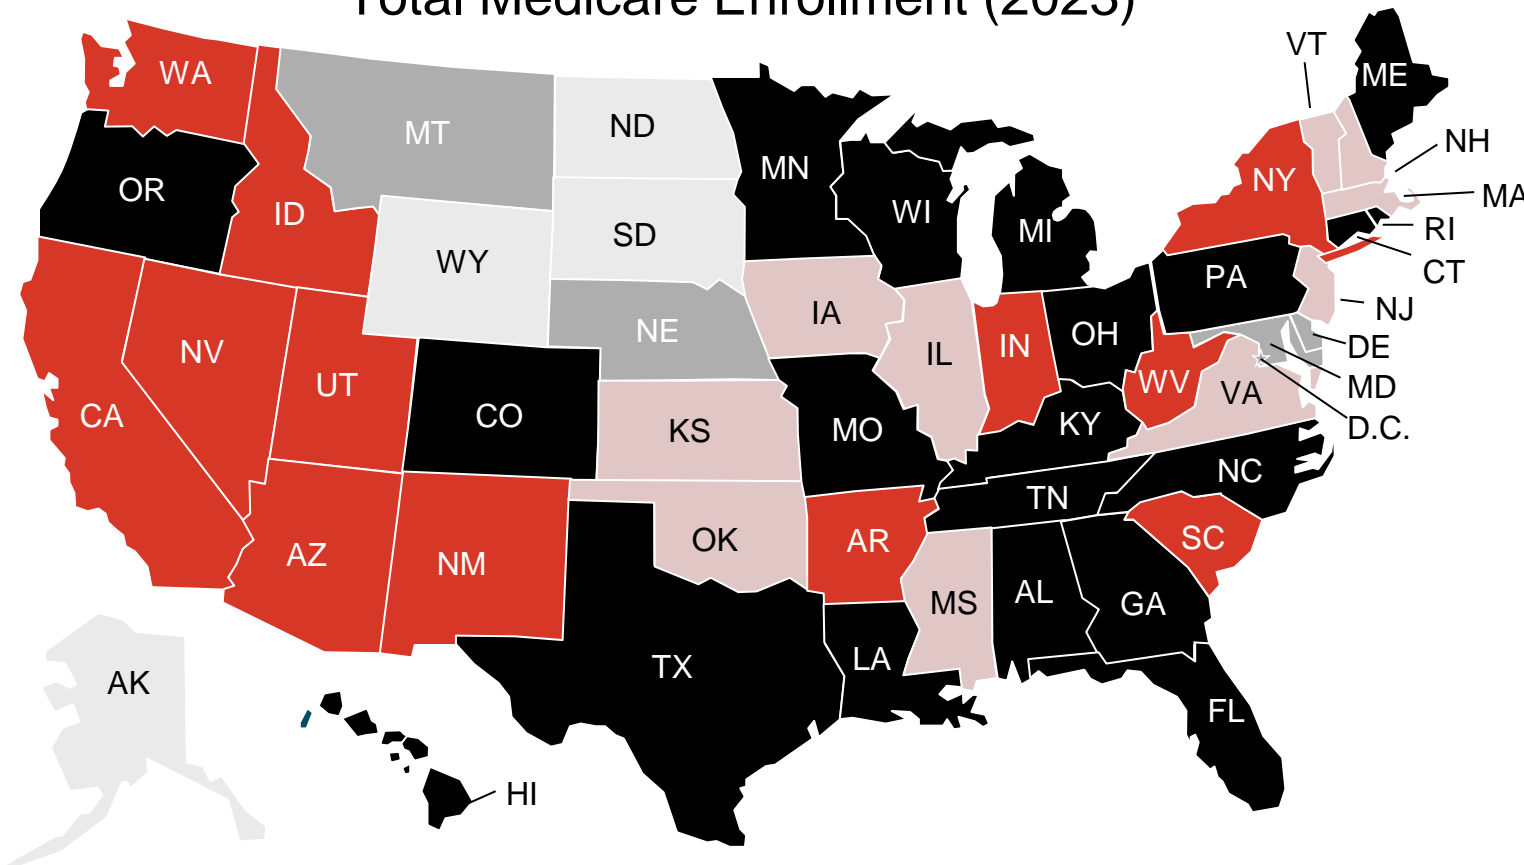 Total Medicare Enrollment (2023)
VT
ME
WA
MT
ND
MN
NH
OR
ID
SD
WI
MI
NY
MA
RI
CT
WY
PA
NJ
NE
IA
IL
IN
OH
DE
NV
UT
CO
KS
MO
KY
WV
VA
MD
D.C.
CA
AZ
NM
OK
AR
TN
NC
SC
MS
AL
GA
TX
LA
FL
AK
HI